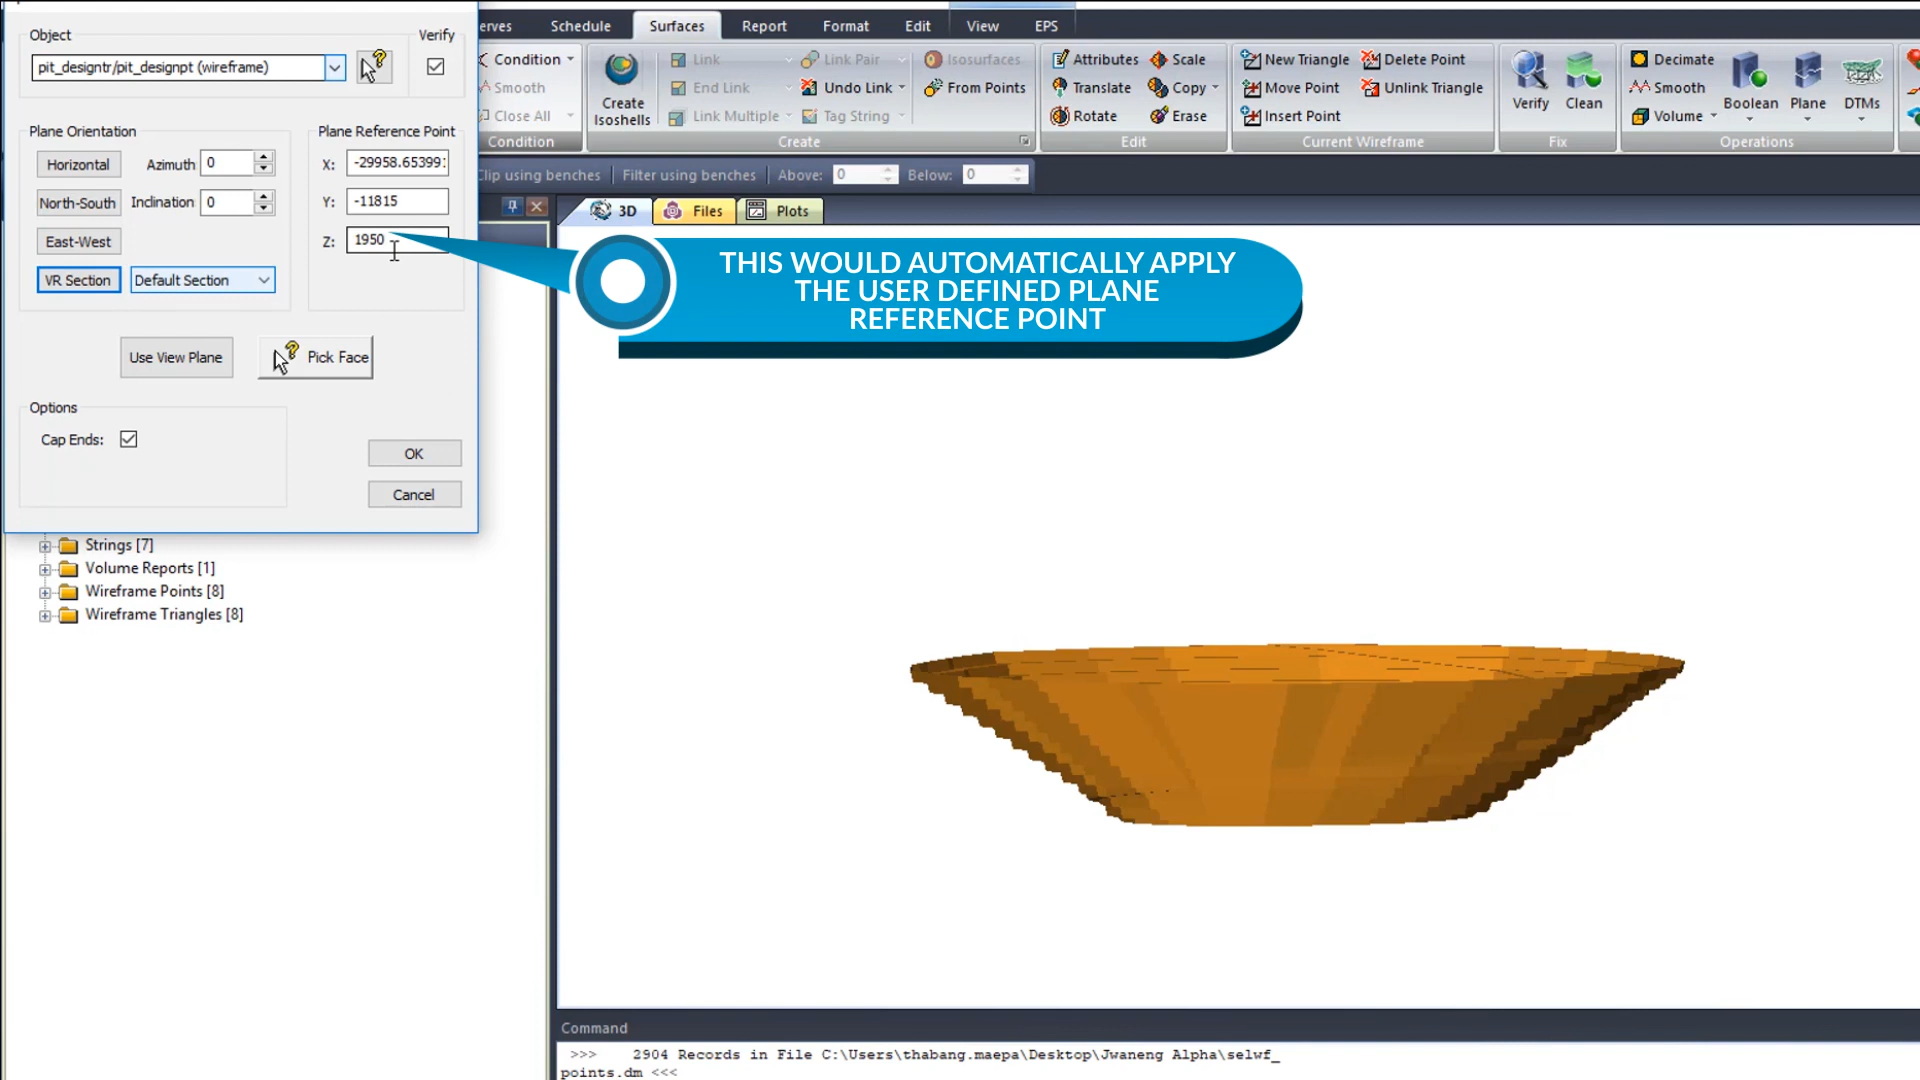 Object
Verify
pit_designtr/pit_designpt (wireframe)
Plane Orientation
Plane Reference Point
Horizontal
Azimuth
0
X:
-29958.65399
North-South
Inclination
0
Y:
-11815
East-West
Z:
1950
VR Section
Default Section
Use View Plane
Pick Face
Options
Cap Ends:
OK
Cancel
Strings [7]
Volume Reports [1]
Wireframe Points [8]
Wireframe Triangles [8]
erves Schedule Surfaces Report Format Edit View EPS
Condition
Smooth
Close All
Condition
Create
Isoshells
Link
End Link
Link Multiple
Link Pair
Undo Link
Tag String
Isosurfaces
From Points
Create
Attributes
Translate
Rotate
Scale
Copy
Erase
Edit
New Triangle
Move Point
Insert Point
Delete Point
Unlink Triangle
Current Wireframe
Verify
Clean
Fix
Decimate
Smooth
Volume
Boolean
Plane
DTMs
Operations
Clip using benches
Filter using benches
Above: 0
Below: 0
3D
Files
Plots
THIS WOULD AUTOMATICALLY APPLY
THE USER DEFINED PLANE
REFERENCE POINT
Command
>>> 2904 Records in File C:\Users\thabang.maepa\Desktop\Jwaneng Alpha\selwf_
points.dm <<<